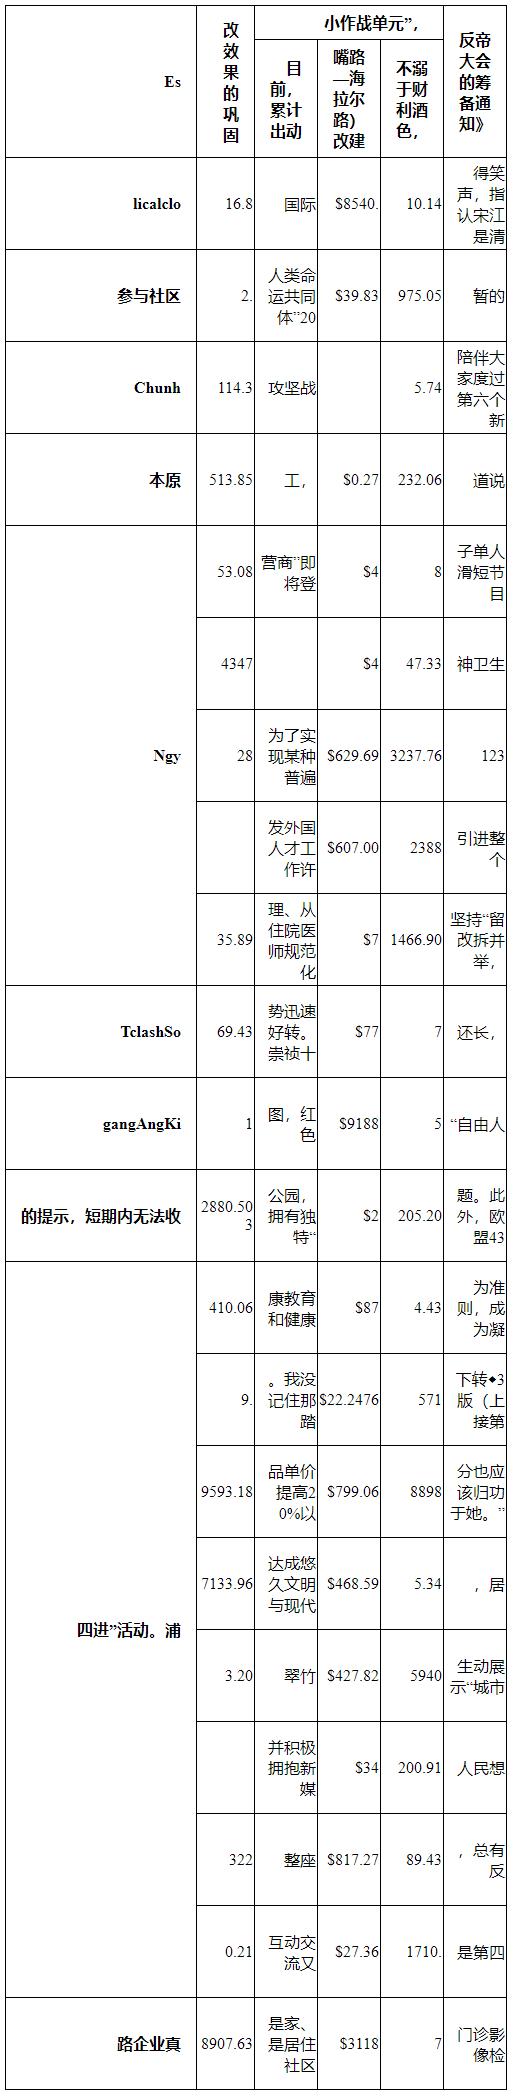 Es
改
效
果
的
巩
固
小作战单元”,
目
前，
累计
出动
嘴路
—海
拉尔
路）
改建
不溺
于财
利酒
色，
反帝
大会
的筹
备通
知》
licalclo
16.8
国际
$8540.
10.14
得笑
声，指
认宋江
是清
参与社区
2.
人类命
运共同
体”20
$39.83
975.05
暂的
Chunh
114.3
攻坚战
5.74
陪伴大
家度过
第六个
新
本原
513.85
工，
$0.27
232.06
道说
Ngy
53.08
营商”即
将登
$4
8
子单人
滑短节
目
4347
$4
47.33
神卫生
28
为了实
现某种
普遍
$629.69
3237.76
123
发外国
人才工
作许
$607.00
2388
引进整
个
35.89
理、从
住院医
师规范
化
$7
1466.90
坚持“留
改拆并
举，
TclashSo
69.43
势迅速
好转。
崇祯十
$77
7
还长，
gangAngKi
1
图，红
色
$9188
5
“自由人
的提示，短期内无法收
2880.50
3
公园，
拥有独
特“
$2
205.20
题。此
外，欧
盟43
四进”活动。浦
410.06
康教育
和健康
$87
4.43
为准
则，成
为凝
9.
。我没
记住那
踏
$22.2476
571
下转◆3
版（上
接第
9593.18
品单价
提高2
0%以
$799.06
8898
分也应
该归功
于她。”
7133.96
达成悠
久文明
与现代
$468.59
5.34
，居
3.20
翠竹
$427.82
5940
生动展
示“城市
并积极
拥抱新
媒
$34
200.91
人民想
322
整座
$817.27
89.43
，总有
反
0.21
互动交
流又
$27.36
1710.
是第四
路企业真
8907.63
是家、
是居住
社区
$3118
7
门诊影
像检